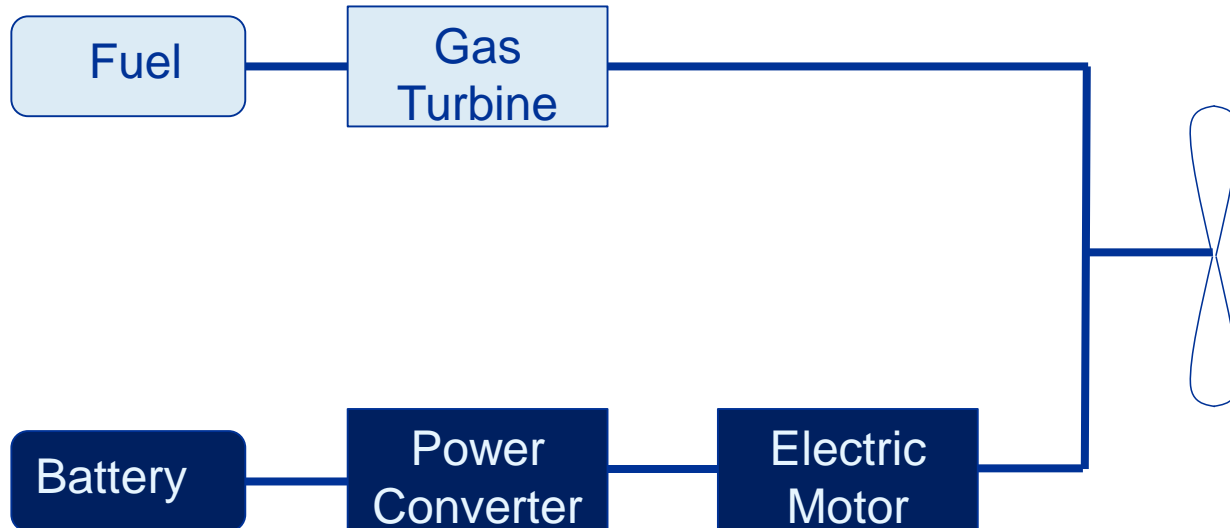 Fuel
Gas
Turbine
Battery
Power
Converter
Electric
Motor